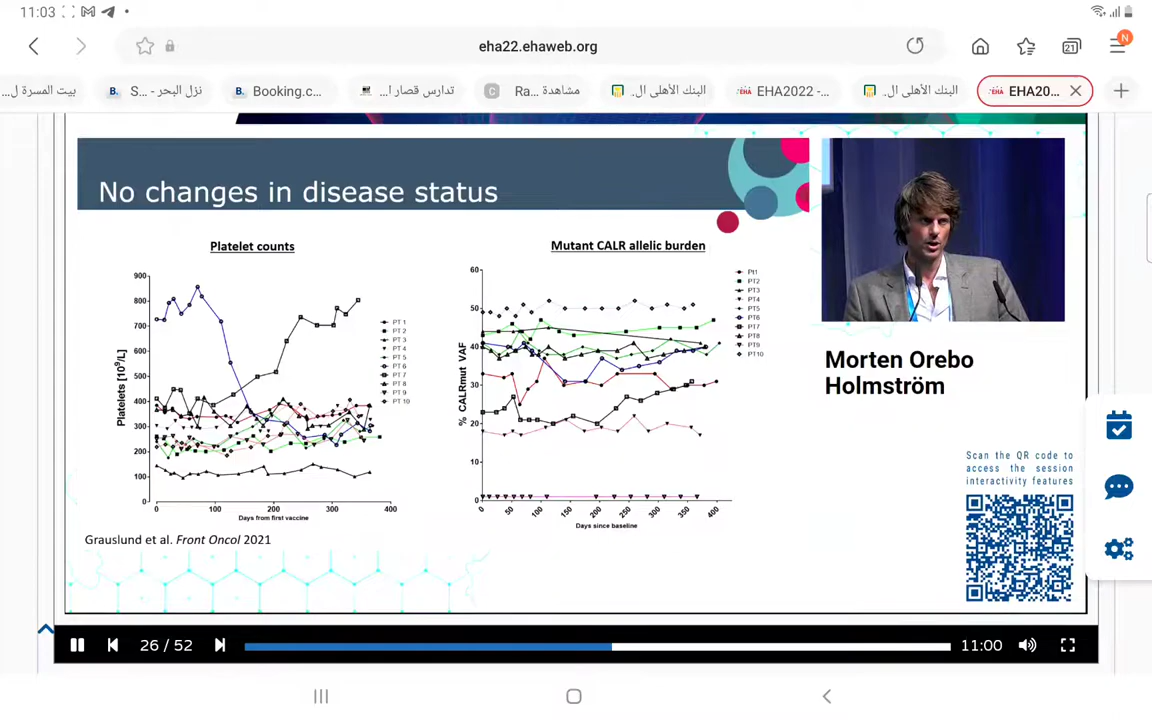 11:03
eha22.ehaweb.org
21
N
بيت المسرة ل...
B. S... – نزل البحر
B. Booking.c...
تدارس قصار ا...
C Ra... مشاهدة
البنك الأهلي ال...
EHA EHA2022 -...
البنك الأهلي ال...
EHA EHA20...
No changes in disease status
Platelet counts
Platelets [10⁹/L]
900
800
700
600
500
400
300
200
100
0
0 100 200 300 400
Days from first vaccine
PT 1
PT 2
PT 3
PT 4
PT 5
PT 6
PT 7
PT 8
PT 9
PT 10
Mutant CALR allelic burden
% CALRmut VAF
60
50
40
30
20
10
0
0 50 100 150 200 250 300 350 400
Days since baseline
Pt1
PT2
PT3
PT4
PT5
PT6
PT7
PT8
PT9
PT10
Grauslund et al. Front Oncol 2021
Morten Orebo
Holmström
Scan the QR code to
access the session
interactivity features
26 / 52
11:00